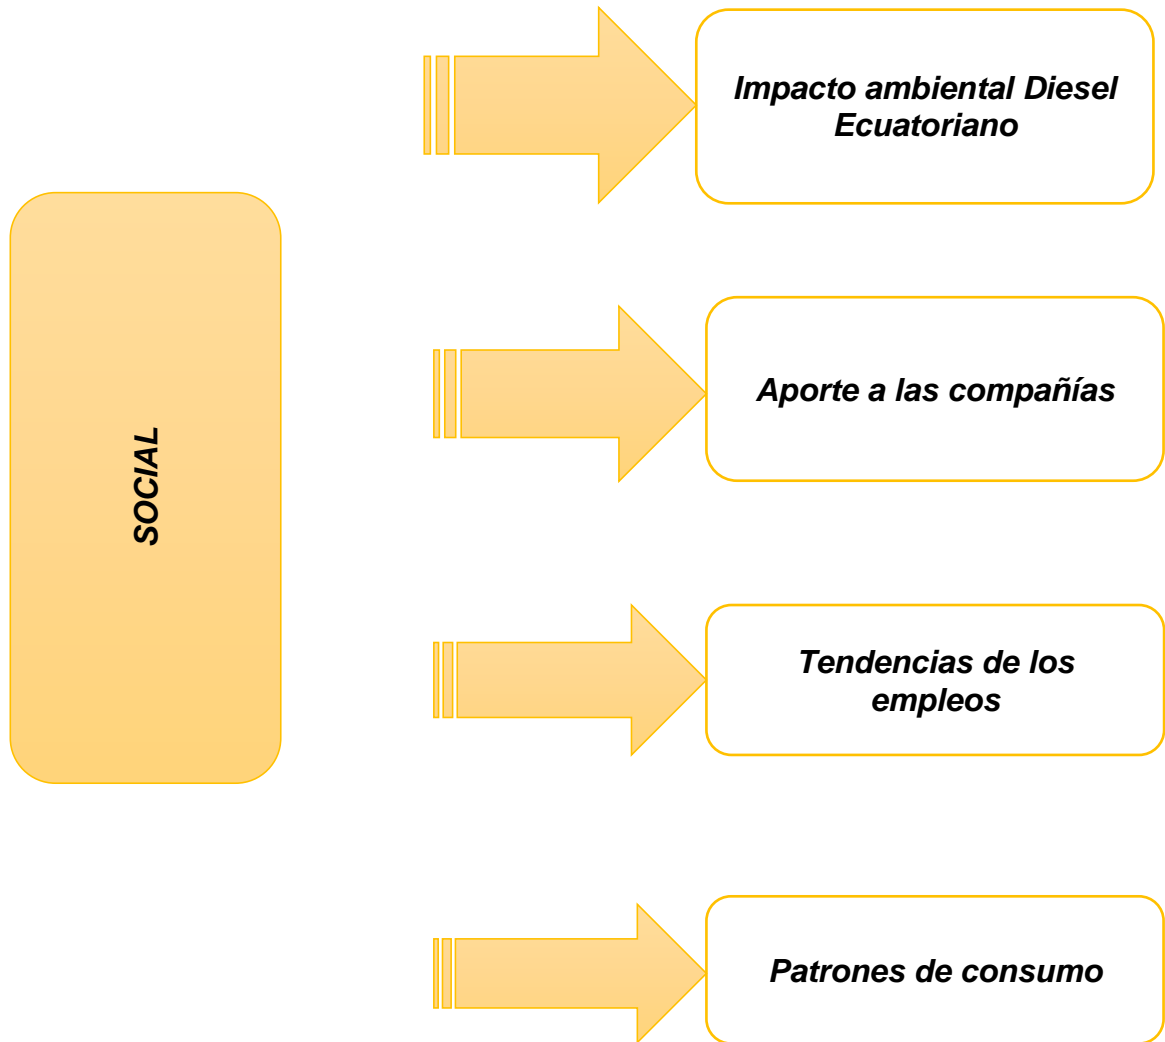 Impacto ambiental Diesel
Ecuatoriano
SOCIAL
Aporte a las compañías
Tendencias de los
empleos
Patrones de consumo